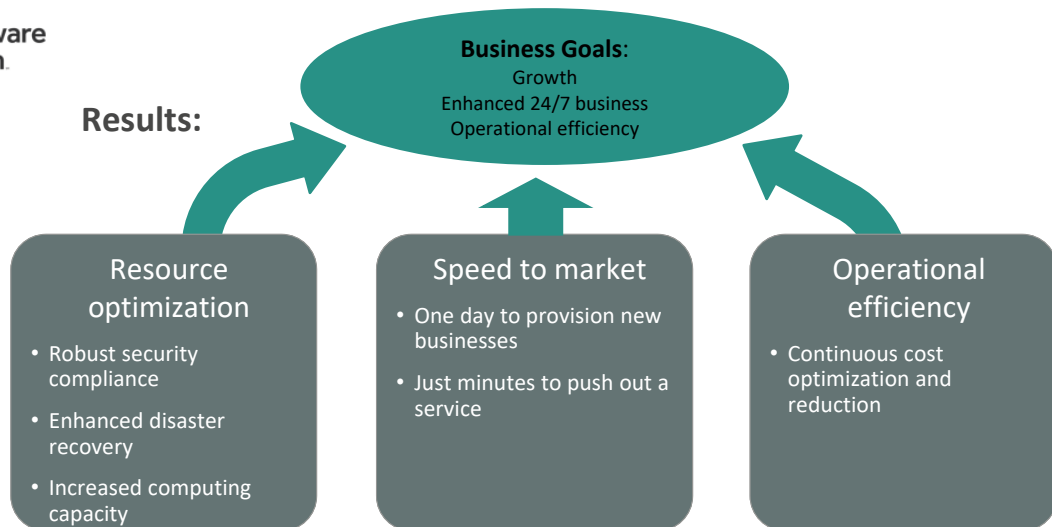 Business Goals:
Growth
Enhanced 24/7 business
Operational efficiency
Results:
Resource
optimization
• Robust security
compliance
• Enhanced disaster
recovery
• Increased computing
capacity
Speed to market
• One day to provision new
businesses
• Just minutes to push out a
service
Operational
efficiency
• Continuous cost
optimization and
reduction